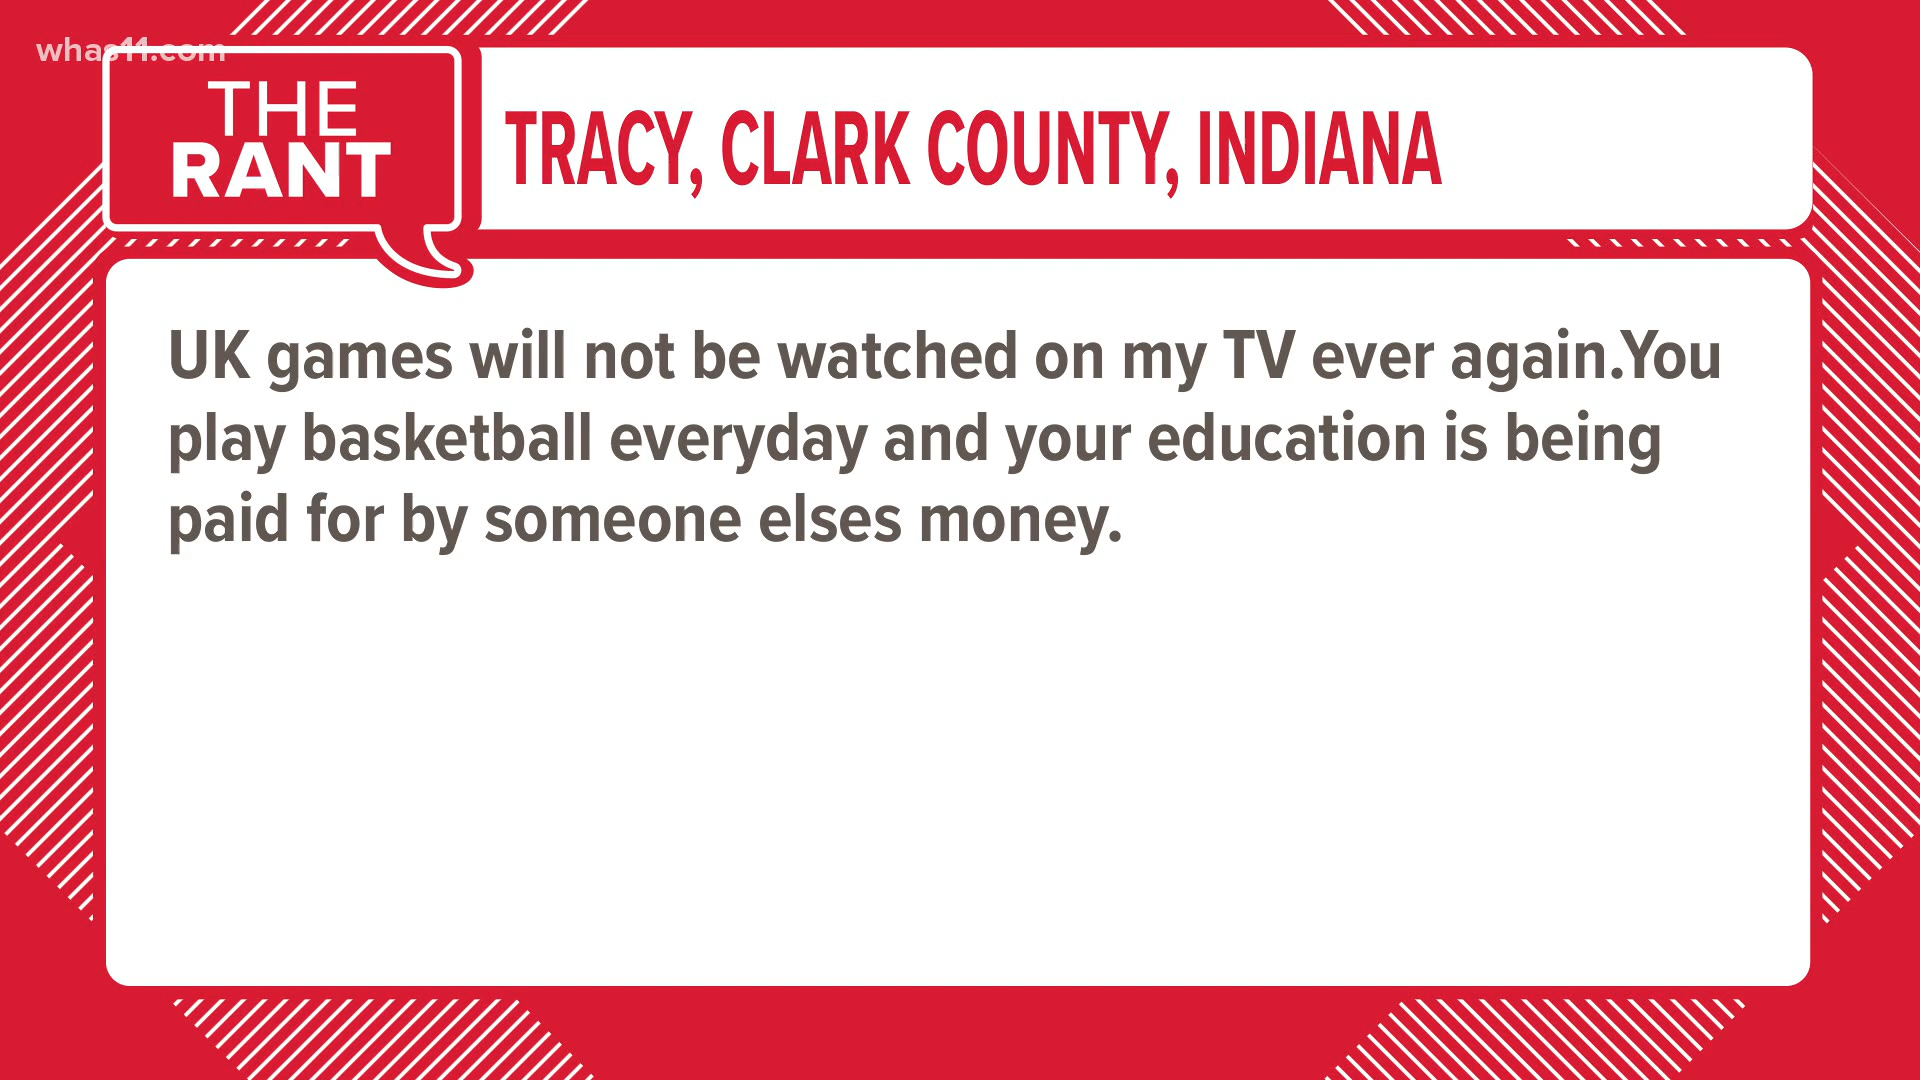 whas11.com
THE
RANT
TRACY, CLARK COUNTY, INDIANA
UK games will not be watched on my TV ever again.You
play basketball everyday and your education is being
paid for by someone elses money.